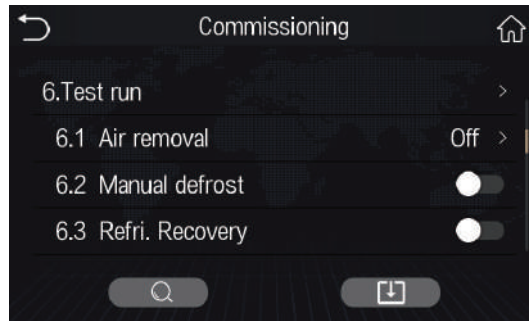 Commissioning
6.Test run
6.1 Air removal Off
6.2 Manual defrost
6.3 Refri. Recovery